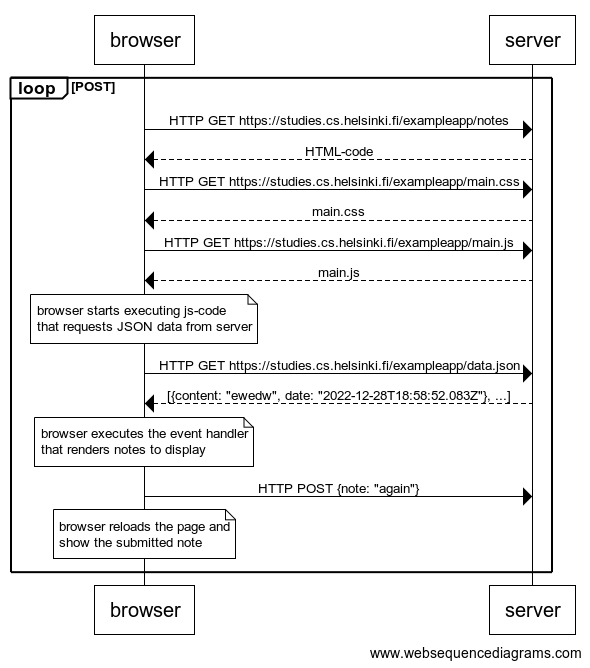 browser server
loop [POST]
HTTP GET https://studies.cs.helsinki.fi/exampleapp/notes
HTML-code
HTTP GET https://studies.cs.helsinki.fi/exampleapp/main.css
main.css
HTTP GET https://studies.cs.helsinki.fi/exampleapp/main.js
main.js
browser starts executing js-code
that requests JSON data from server
HTTP GET https://studies.cs.helsinki.fi/exampleapp/data.json
[{content: "ewedw", date: "2022-12-28T18:58:52.083Z"}, ...]
browser executes the event handler
that renders notes to display
HTTP POST {note: "again"}
browser reloads the page and
show the submitted note
browser server
www.websequencediagrams.com